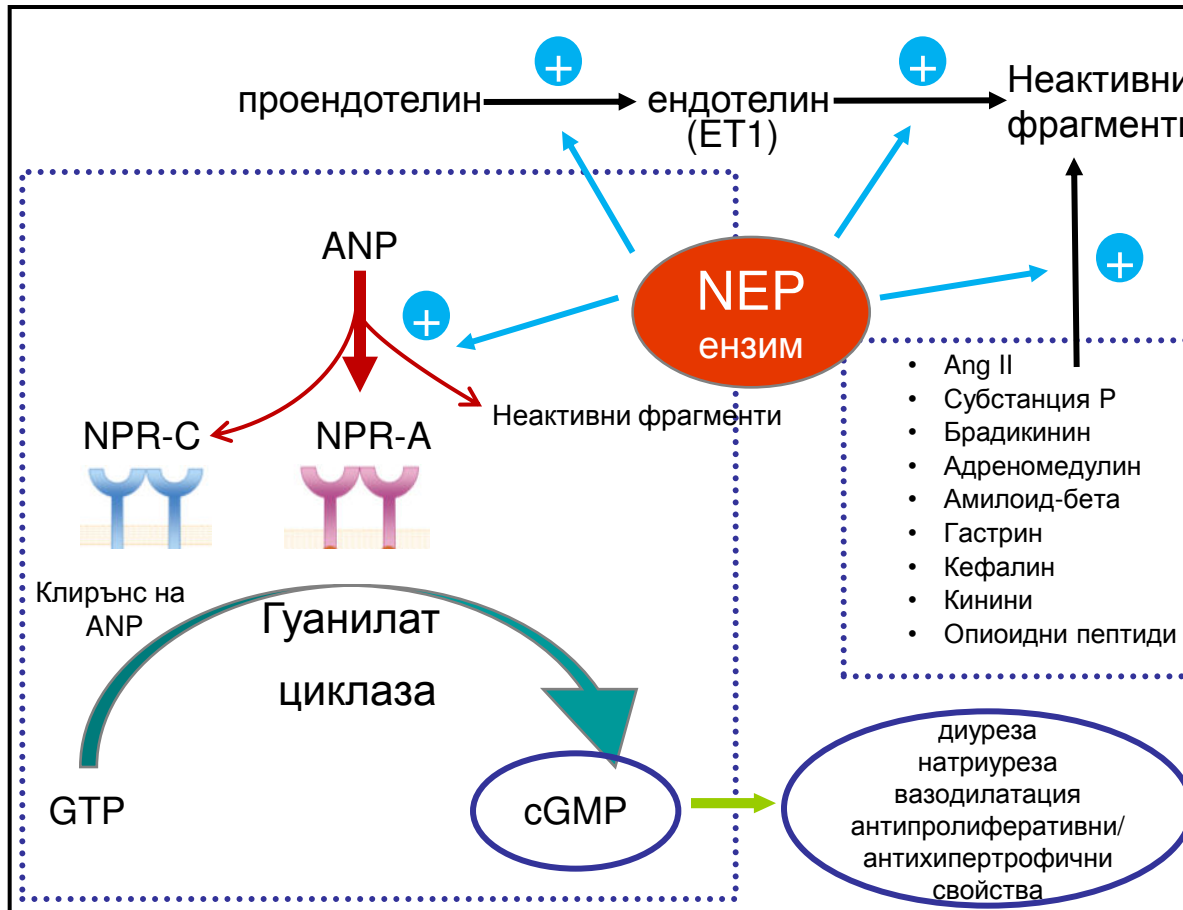 +
+
проендотелин
ендотелин
(ET1)
Неактивни
фрагменти
ANP
+
NEP
ензим
+
Неактивни фрагменти
NPR-C
NPR-A
• Ang II
• Субстанция P
• Брадикинин
• Адреномедулин
• Амилоид-бета
• Гастрин
• Кефалин
• Кинини
• Опиоидни пептиди
Клирънс на
ANP
Гуанилат
циклаза
GTP
cGMP
диуреза
натриуреза
вазодилатация
антипролиферативни/
антихипертрофични
свойства